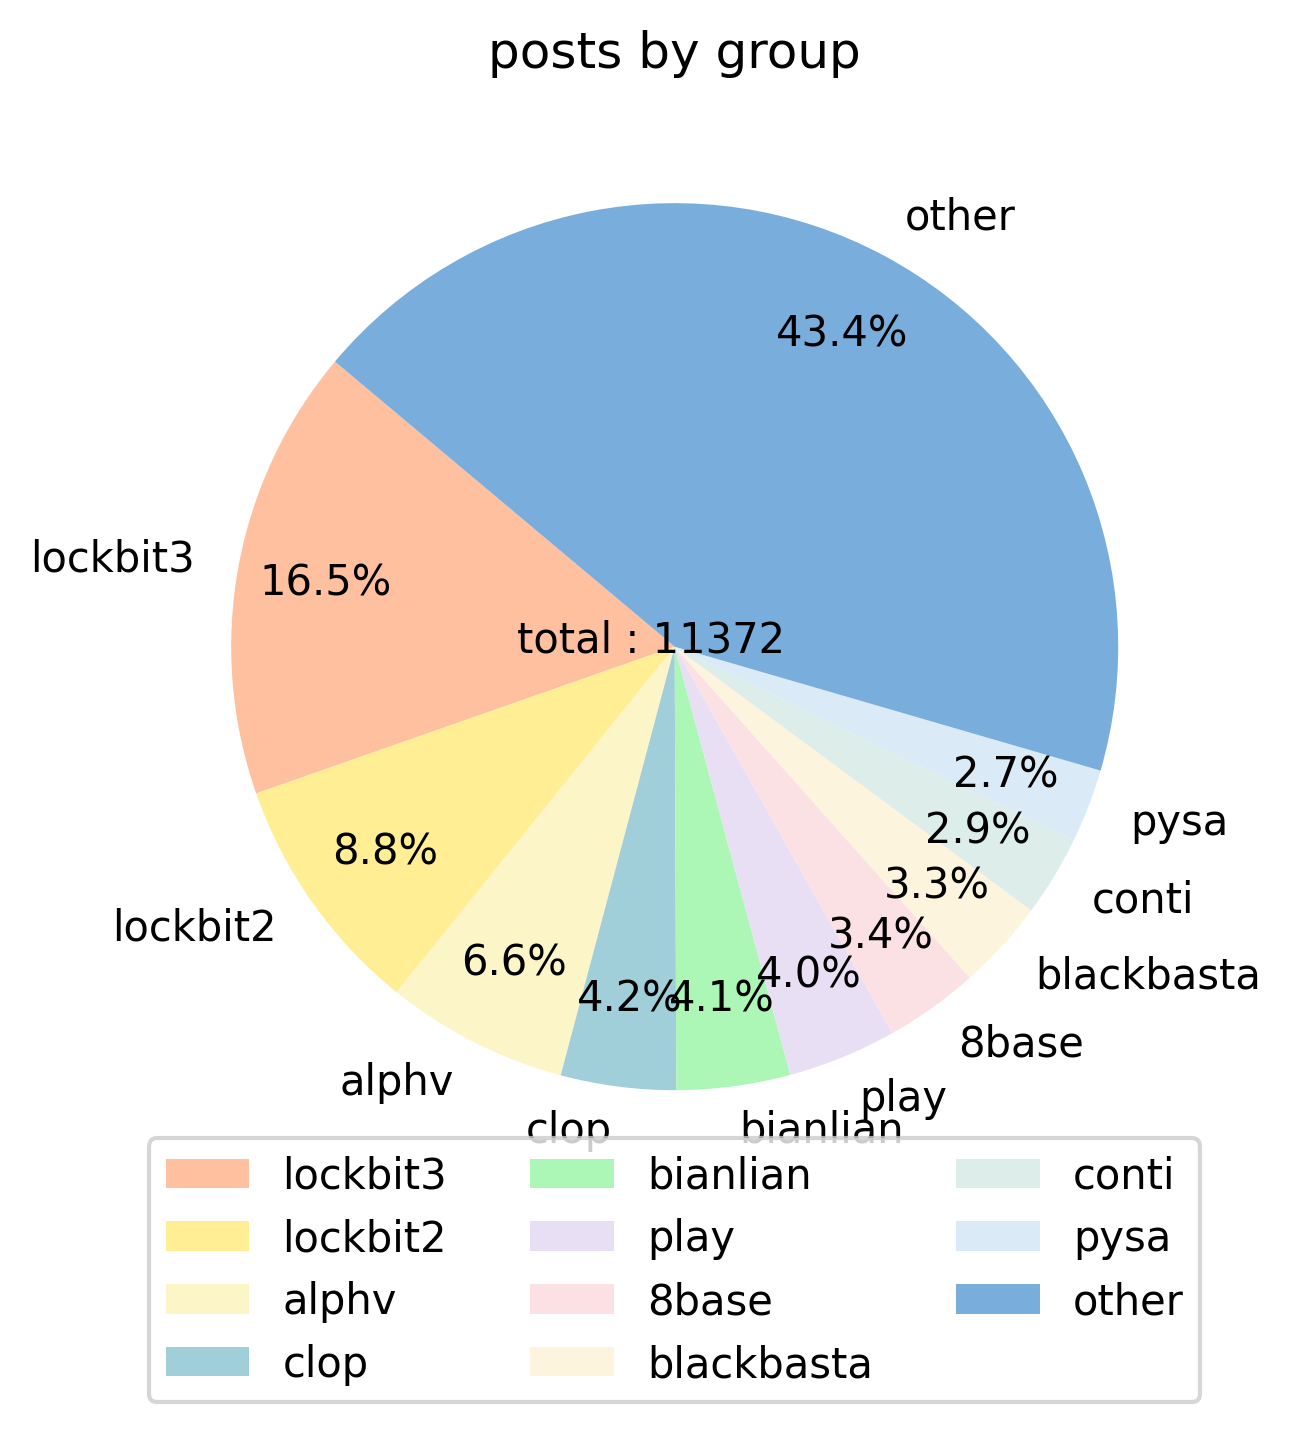 posts by group
other
43.4%
lockbit3
16.5%
total : 11372
2.7%
pysa
2.9%
conti
3.3%
blackbasta
3.4%
8base
4.0%
play
4.1%
bianlian
4.2%
clop
6.6%
alphv
8.8%
lockbit2
lockbit3
lockbit2
alphv
clop
bianlian
play
8base
blackbasta
conti
pysa
other